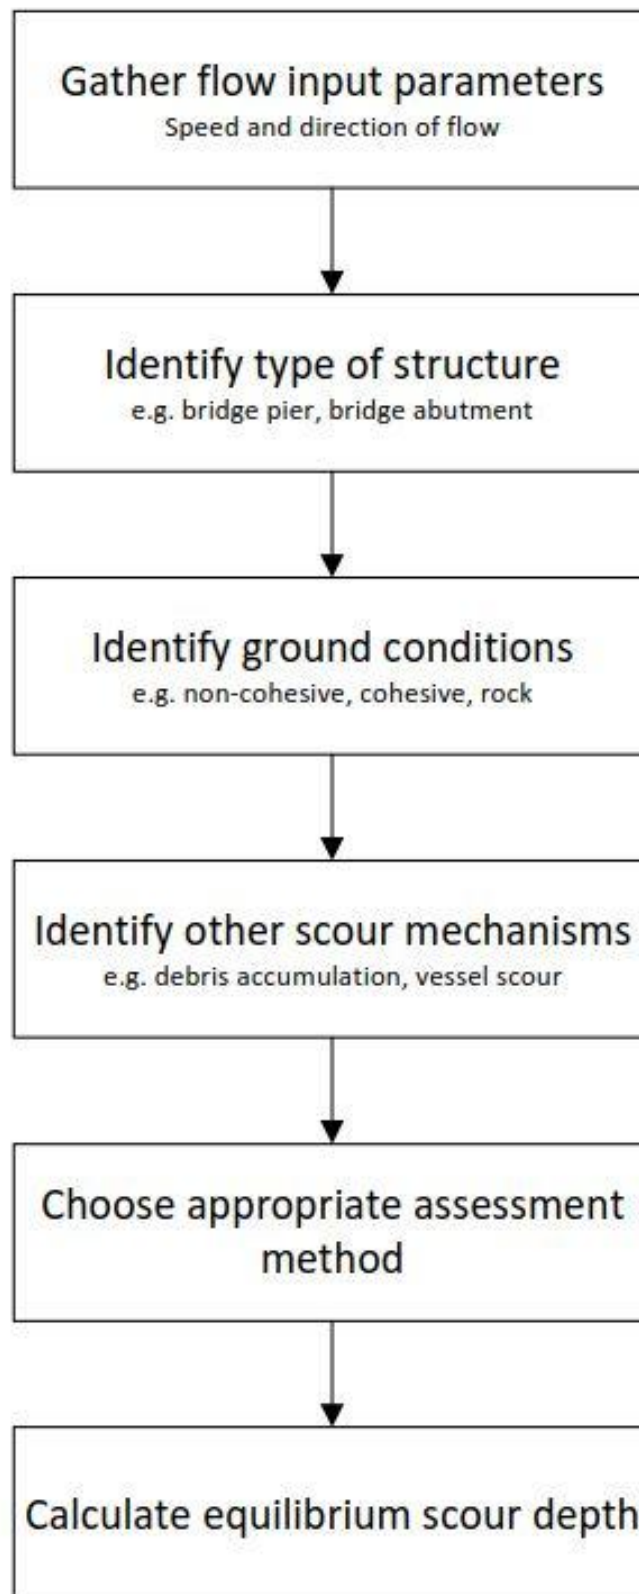 Gather flow input parameters
Speed and direction of flow
Identify type of structure
e.g. bridge pier, bridge abutment
Identify ground conditions
e.g. non-cohesive, cohesive, rock
Identify other scour mechanisms
e.g. debris accumulation, vessel scour
Choose appropriate assessment
method
Calculate equilibrium scour depth